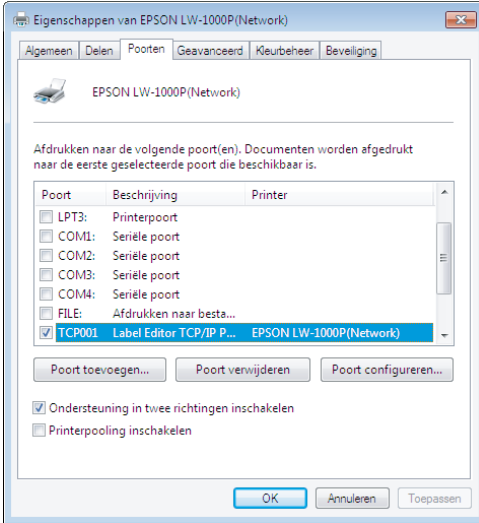 Eigenschappen van EPSON LW-1000P(Network)
Algemeen Delen Poorten Geavanceerd Kleurbeheer Beveiliging
EPSON LW-1000P(Network)
Afdrukken naar de volgende poort(en). Documenten worden afgedrukt
naar de eerste geselecteerde poort die beschikbaar is.
Poort Beschrijving Printer
LPT3: Printerpoort
COM1: Seriële poort
COM2: Seriële poort
COM3: Seriële poort
COM4: Seriële poort
FILE: Afdrukken naar besta...
TCP001 Label Editor TCP/IP P... EPSON LW-1000P(Network)
Poort toevoegen... Poort verwijderen Poort configureren...
Ondersteuning in twee richtingen inschakelen
Printerpooling inschakelen
OK Annuleren Toepassen